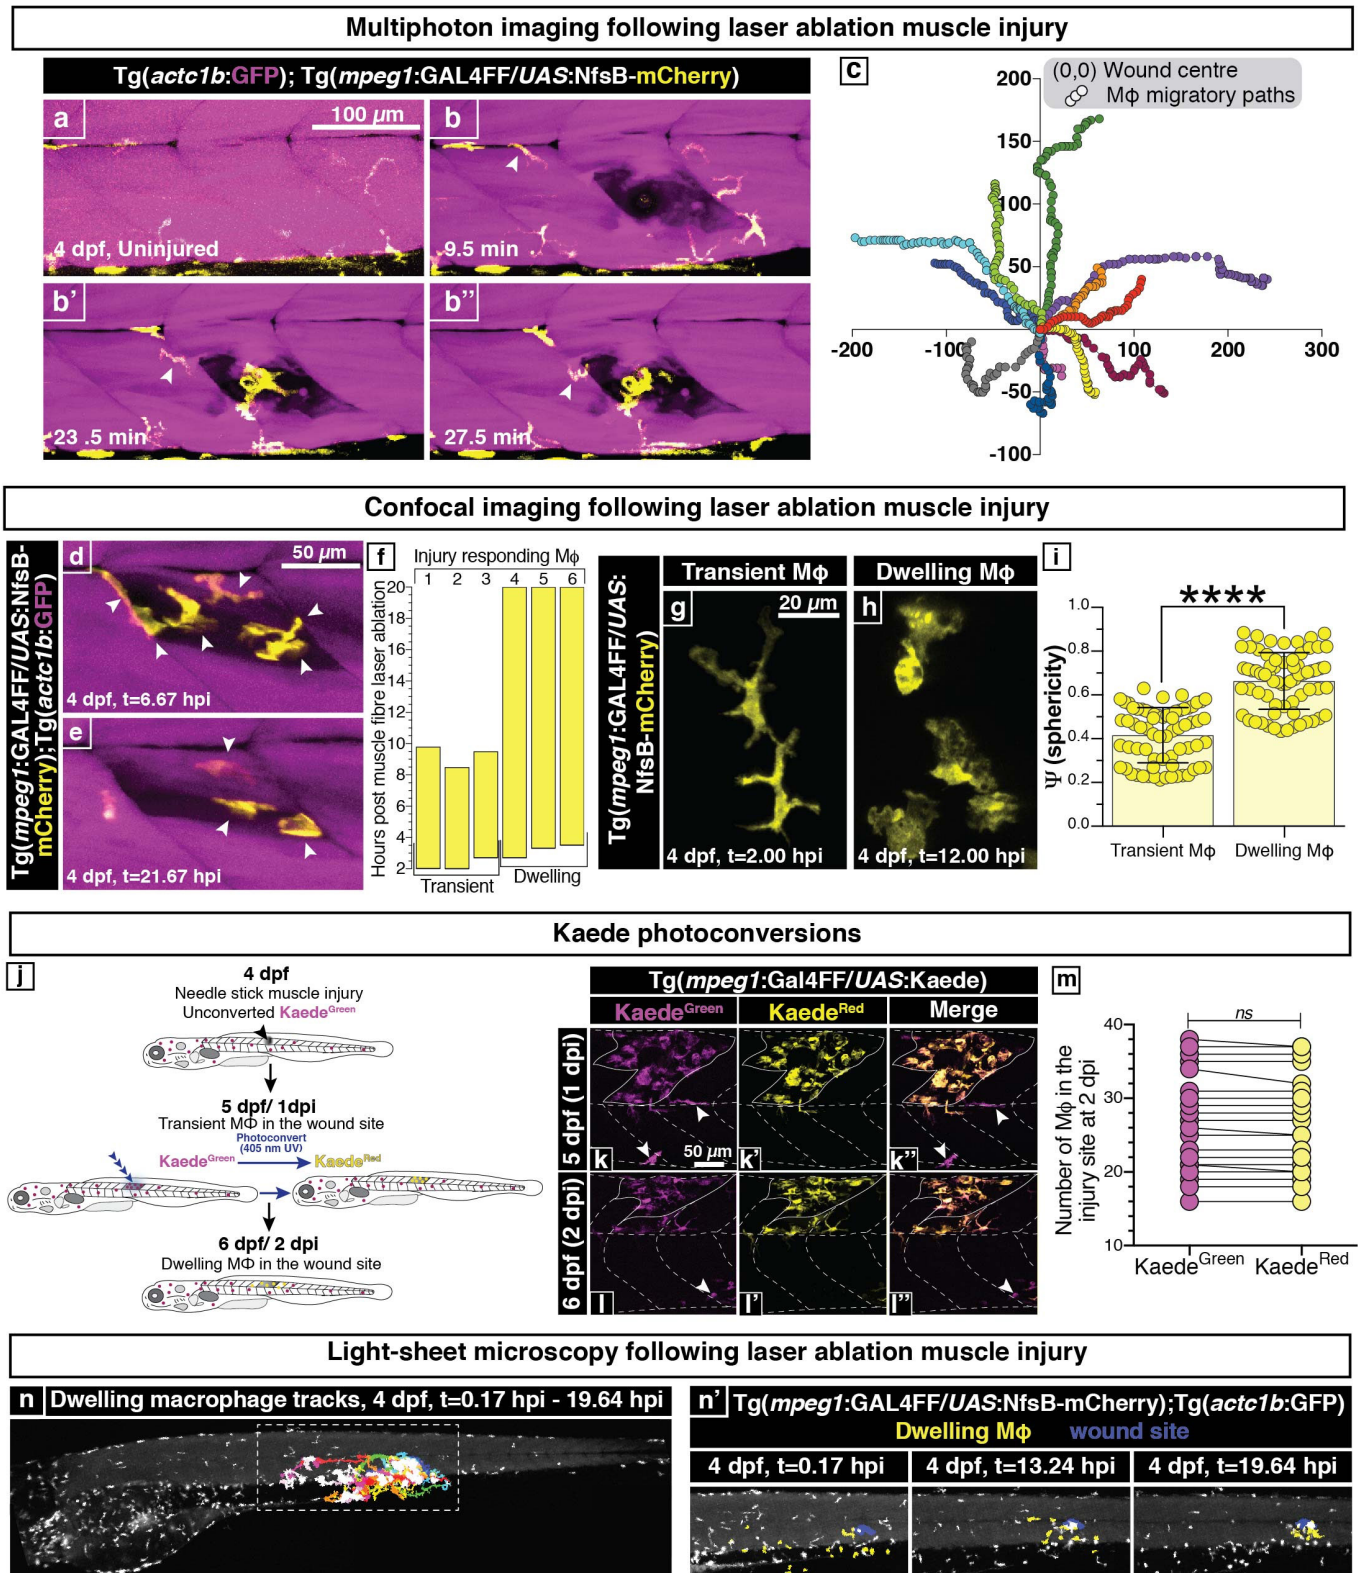 Multiphoton imaging following laser ablation muscle injury
Tg(actc1b:GFP); Tg(mpeg1:GAL4FF/UAS:NfsB-mCherry)
a
100 µm
4 dpf, Uninjured
b
9.5 min
b'
23 .5 min
b''
27.5 min
c
(0,0) Wound centre
Mϕ migratory paths
200
150
100
50
-50
-100
-200
-100
100
200
300
Confocal imaging following laser ablation muscle injury
Tg(mpeg1:GAL4FF/UAS:NfsB-
mCherry);Tg(actc1b:GFP)
d
50 µm
4 dpf, t=6.67 hpi
e
4 dpf, t=21.67 hpi
f
Injury responding Mϕ
1 2 3 4 5 6
Hours post muscle fibre laser ablation
20
18
16
14
12
10
8
6
4
2
Transient
Dwelling
Tg(mpeg1:GAL4FF/UAS:
NfsB-mCherry)
Transient Mϕ
g
20 µm
4 dpf, t=2.00 hpi
Dwelling Mϕ
h
4 dpf, t=12.00 hpi
i
****
Ψ (sphericity)
1.0
0.8
0.6
0.4
0.2
0.0
Transient Mϕ
Dwelling Mϕ
Kaede photoconversions
j
4 dpf
Needle stick muscle injury
Unconverted KaedeGreen
5 dpf/ 1dpi
Transient MΦ in the wound site
Photoconvert
(405 nm UV)
KaedeGreen
KaedeRed
6 dpf/ 2 dpi
Dwelling MΦ in the wound site
Tg(mpeg1:Gal4FF/UAS:Kaede)
KaedeGreen
KaedeRed
Merge
5 dpf (1 dpi)
k
50 µm
k'
k''
6 dpf (2 dpi)
l
l'
l''
m
ns
Number of Mϕ in the
injury site at 2 dpi
40
30
20
10
KaedeGreen
KaedeRed
Light-sheet microscopy following laser ablation muscle injury
n
Dwelling macrophage tracks, 4 dpf, t=0.17 hpi - 19.64 hpi
n'
Tg(mpeg1:GAL4FF/UAS:NfsB-mCherry);Tg(actc1b:GFP)
Dwelling Mϕ
wound site
4 dpf, t=0.17 hpi
4 dpf, t=13.24 hpi
4 dpf, t=19.64 hpi